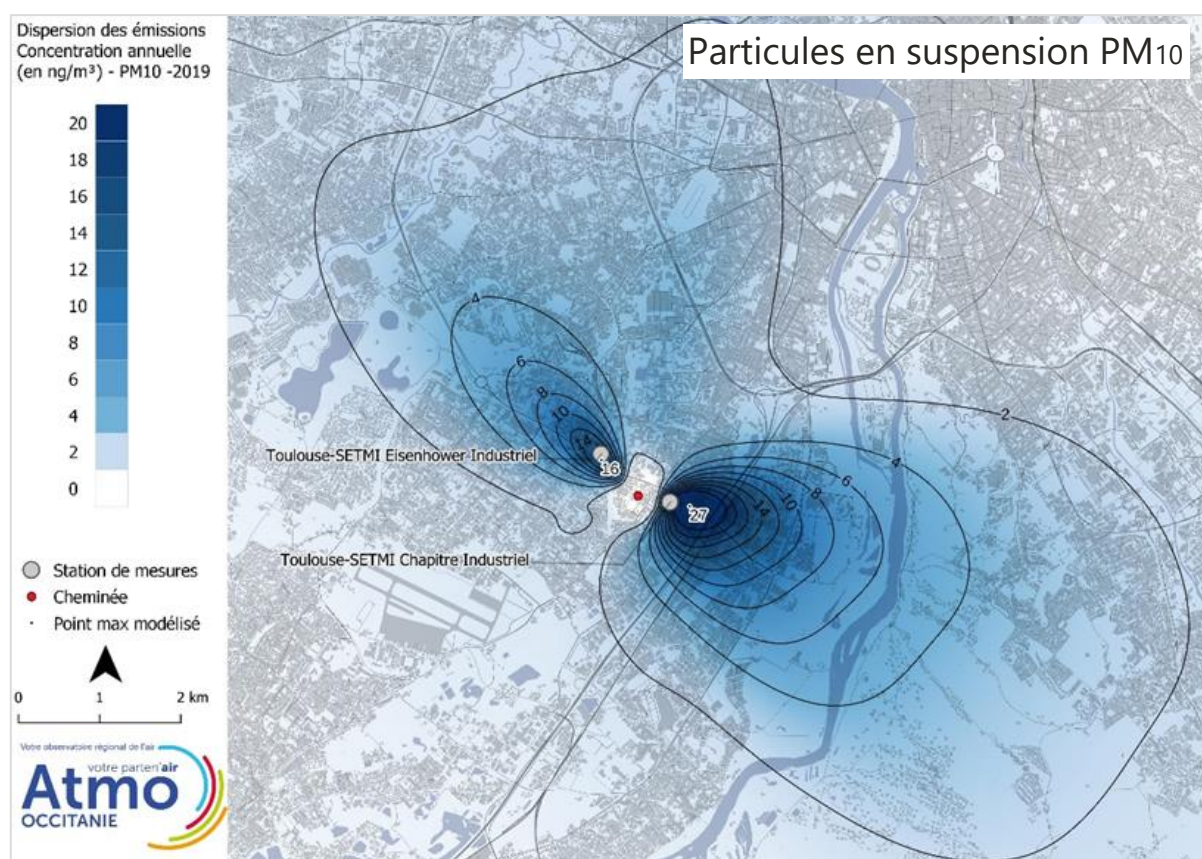 Dispersion des émissions
Concentration annuelle
(en ng/m³) - PM10 -2019
Particules en suspension PM10
20
18
16
14
12
10
8
6
4
2
0
4
6
8
10
14
Toulouse-SETMI Eisenhower Industriel
16
2
4
6
8
10
14
27
Toulouse-SETMI Chapitre Industriel
Station de mesures
Cheminée
Point max modélisé
0 1 2 km
Votre observatoire régional de l'air
votre parten'air
Atmo
OCCITANIE